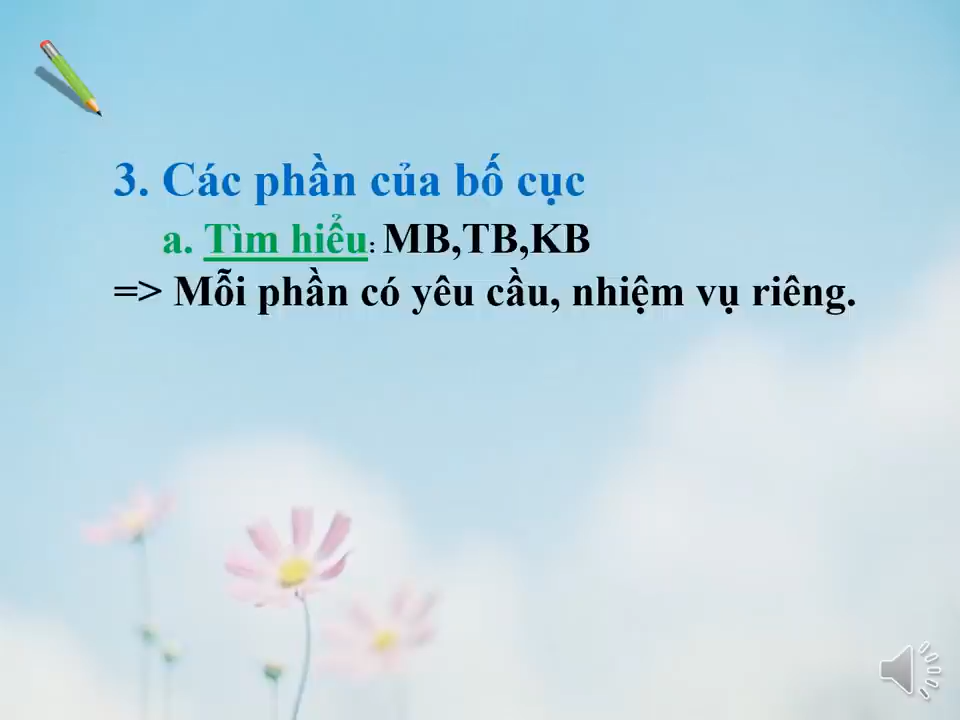 3. Các phần của bố cục
a. Tìm hiểu: MB,TB,KB
=> Mỗi phần có yêu cầu, nhiệm vụ riêng.